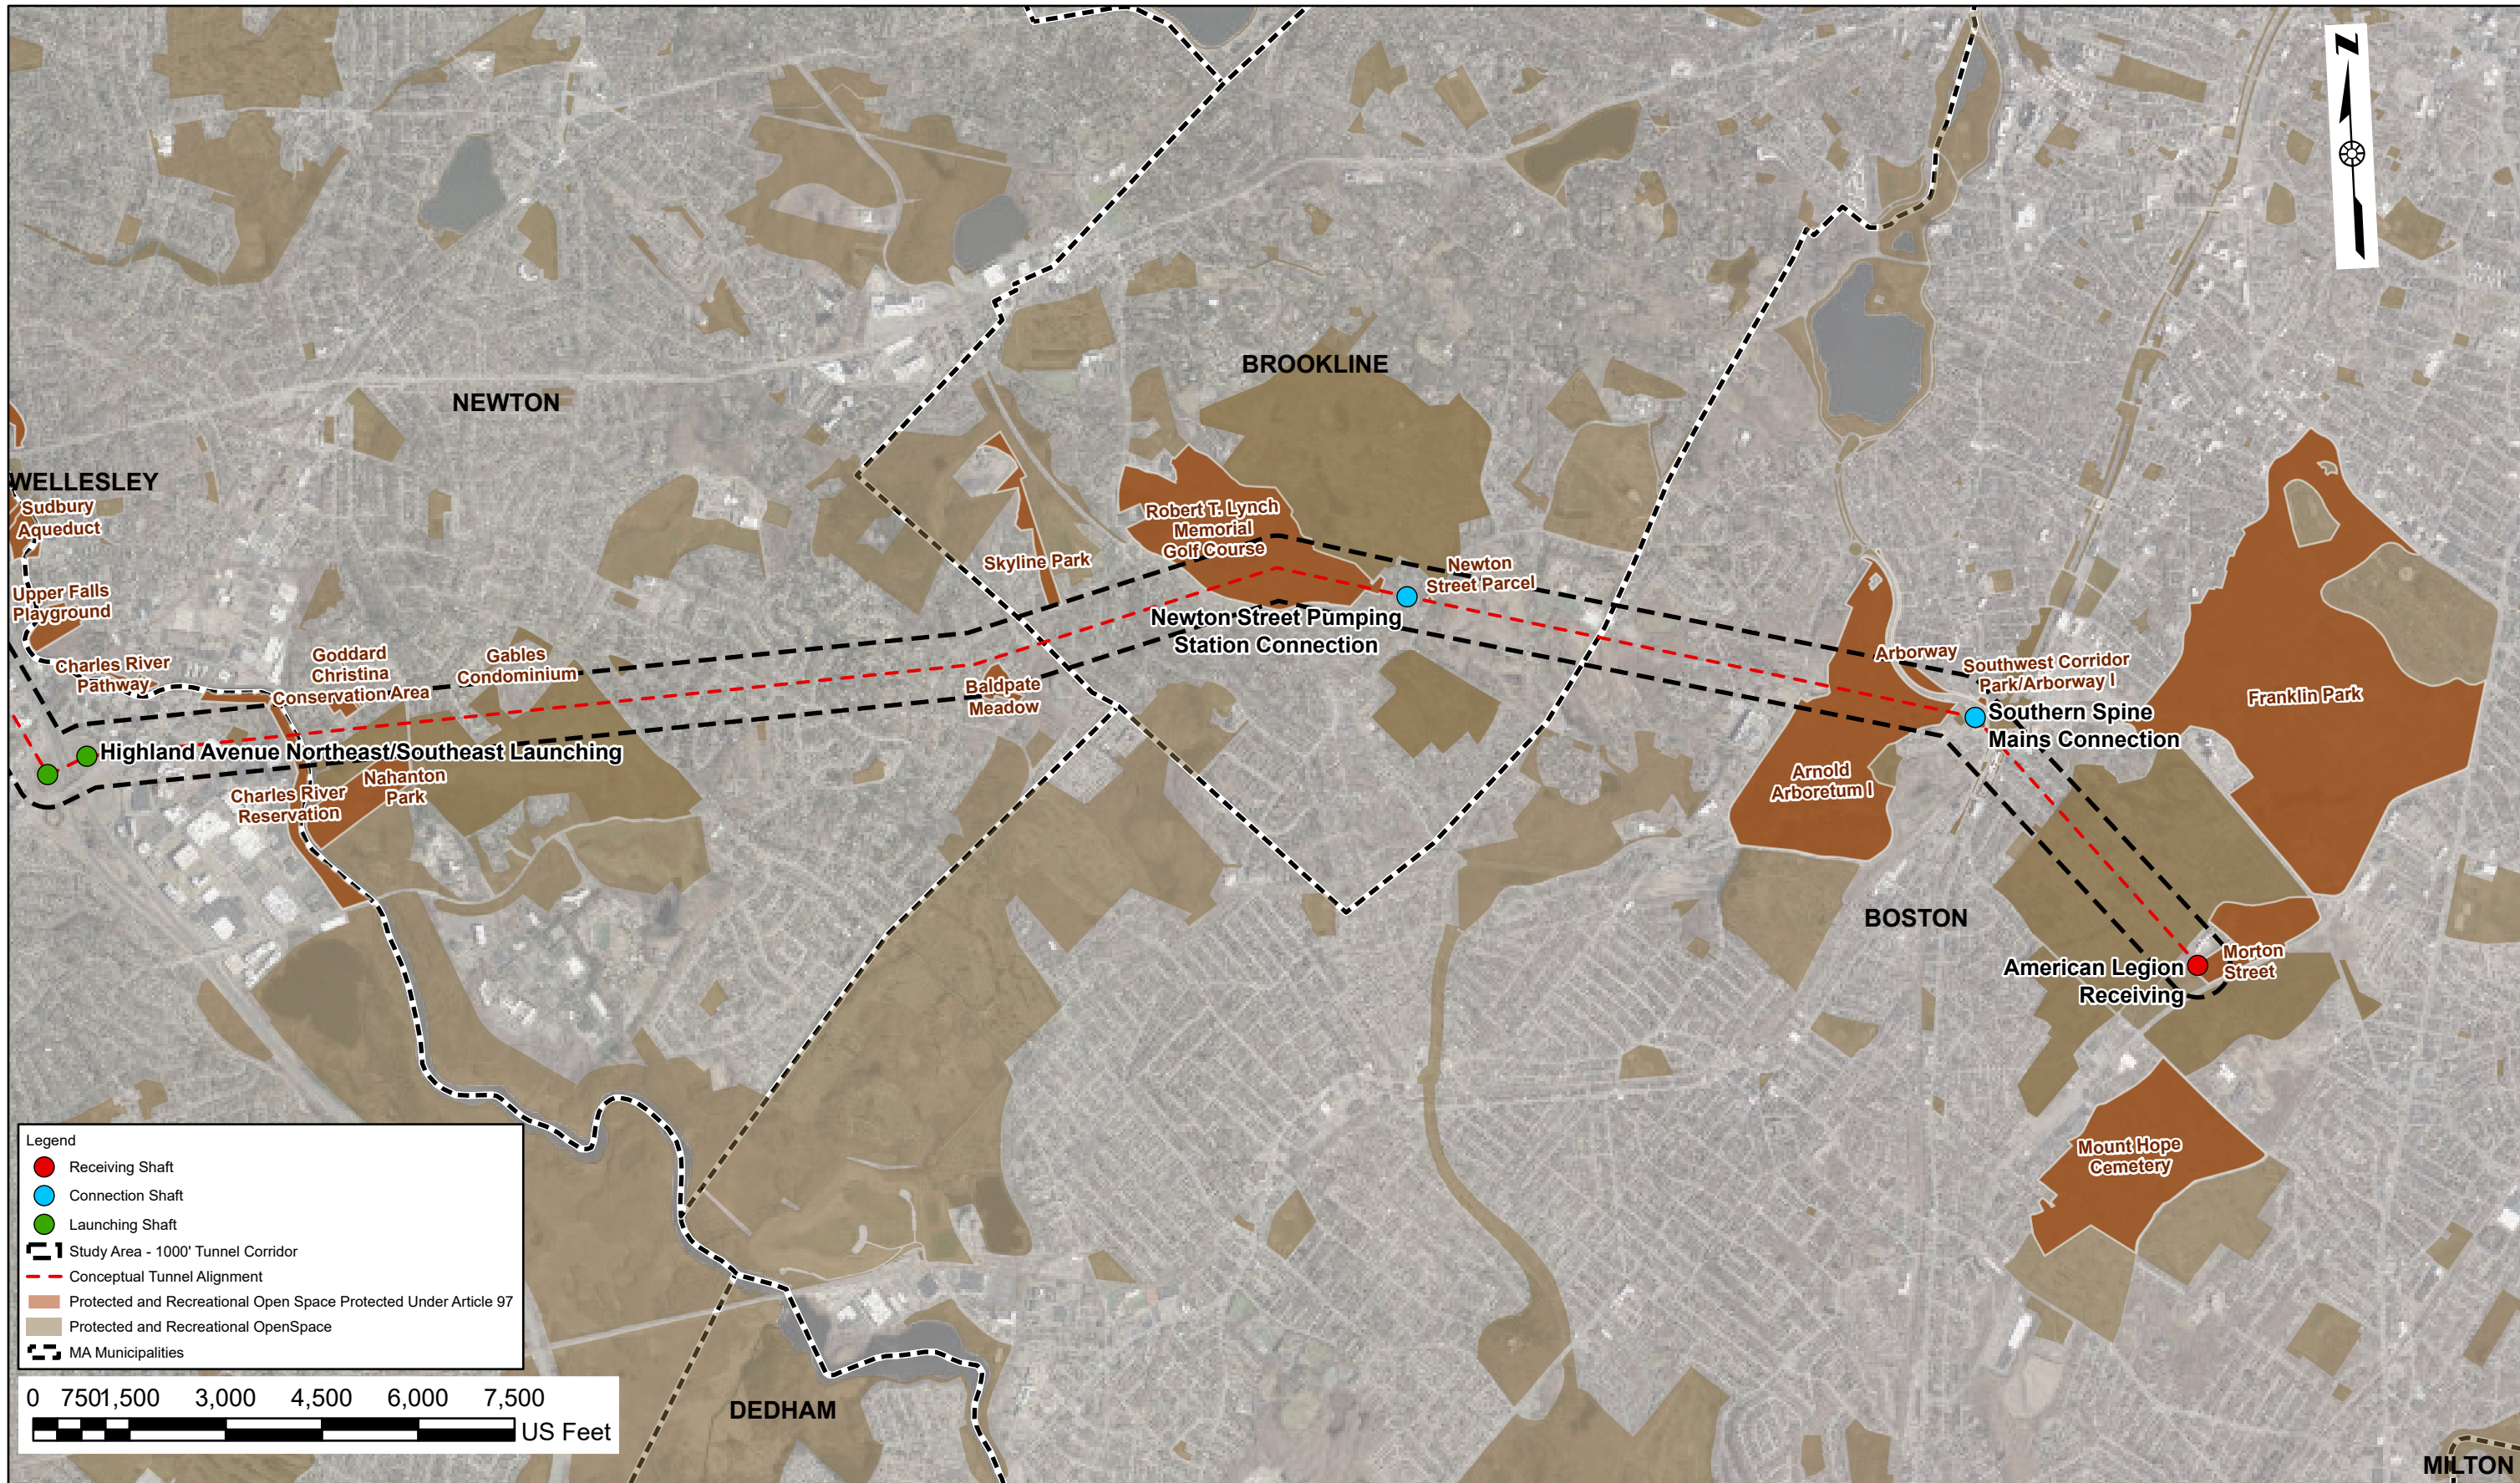 N
BROOKLINE
NEWTON
WELLESLEY
Sudbury
Aqueduct
Robert T. Lynch
Memorial
Golf Course
Skyline Park
Newton
Street Parcel
Upper Falls
Playground
Newton Street Pumping
Station Connection
Goddard
Christina
Conservation Area
Gables
Condominium
Charles River
Pathway
Arborway
Southwest Corridor
Park/Arborway I
Franklin Park
Baldpate
Meadow
Southern Spine
Mains Connection
Highland Avenue Northeast/Southeast Launching
Nahanton
Park
Arnold
Arboretum I
Charles River
Reservation
BOSTON
Morton
Street
American Legion
Receiving
Mount Hope
Cemetery
Legend
Receiving Shaft
Connection Shaft
Launching Shaft
Study Area - 1000' Tunnel Corridor
Conceptual Tunnel Alignment
Protected and Recreational Open Space Protected Under Article 97
Protected and Recreational OpenSpace
MA Municipalities
0 750 1,500 3,000 4,500 6,000 7,500
US Feet
DEDHAM
MILTON